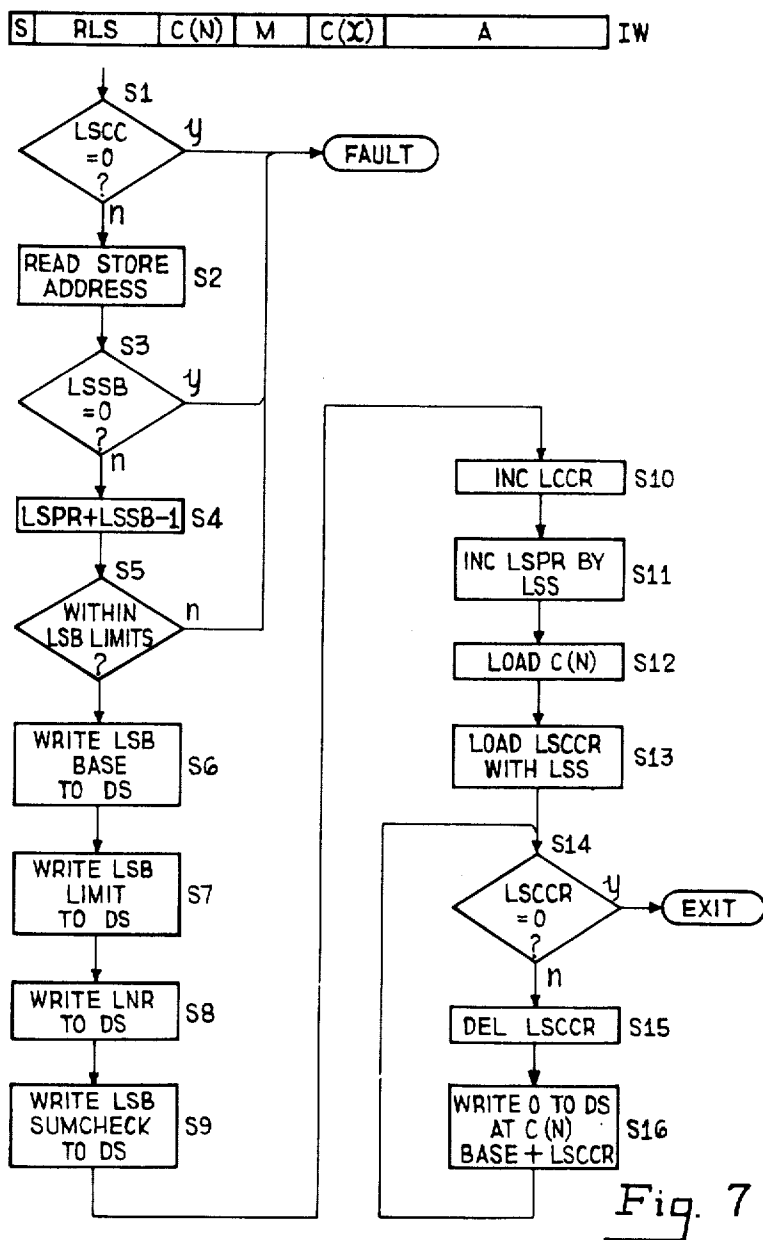 S RLS C(N) M C(X) A IW
S1
LSCC
=0
?
y
n
FAULT
READ STORE
ADDRESS
S2
S3
LSSB
=0
?
y
n
LSPR+LSSB-1 S4
S5
WITHIN
LSB LIMITS
?
n
WRITE LSB
BASE
TO DS
S6
WRITE LSB
LIMIT
TO DS
S7
WRITE LNR
TO DS
S8
WRITE LSB
SUMCHECK
TO DS
S9
INC LCCR S10
INC LSPR BY
LSS
S11
LOAD C(N) S12
LOAD LSCCR
WITH LSS
S13
S14
LSCCR
=0
?
y
n
EXIT
DEL LSCCR S15
WRITE 0 TO DS
AT C(N)
BASE + LSCCR
S16
Fig. 7